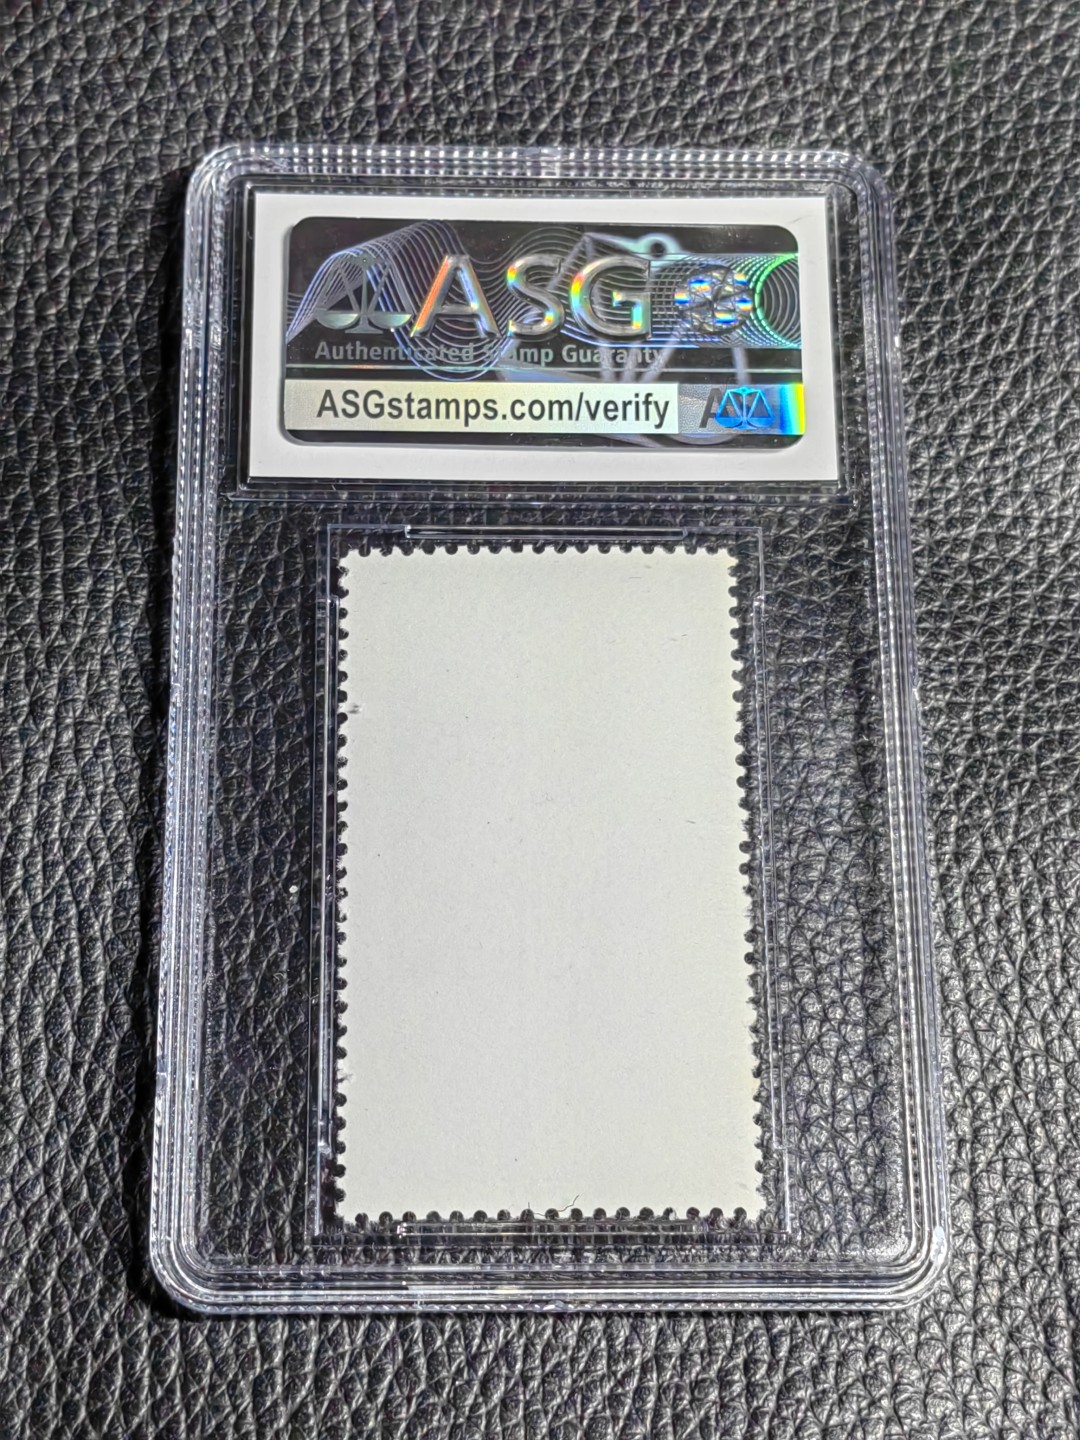 ASG
Authenticated Stamp Guaranty
ASGstamps.com/verify